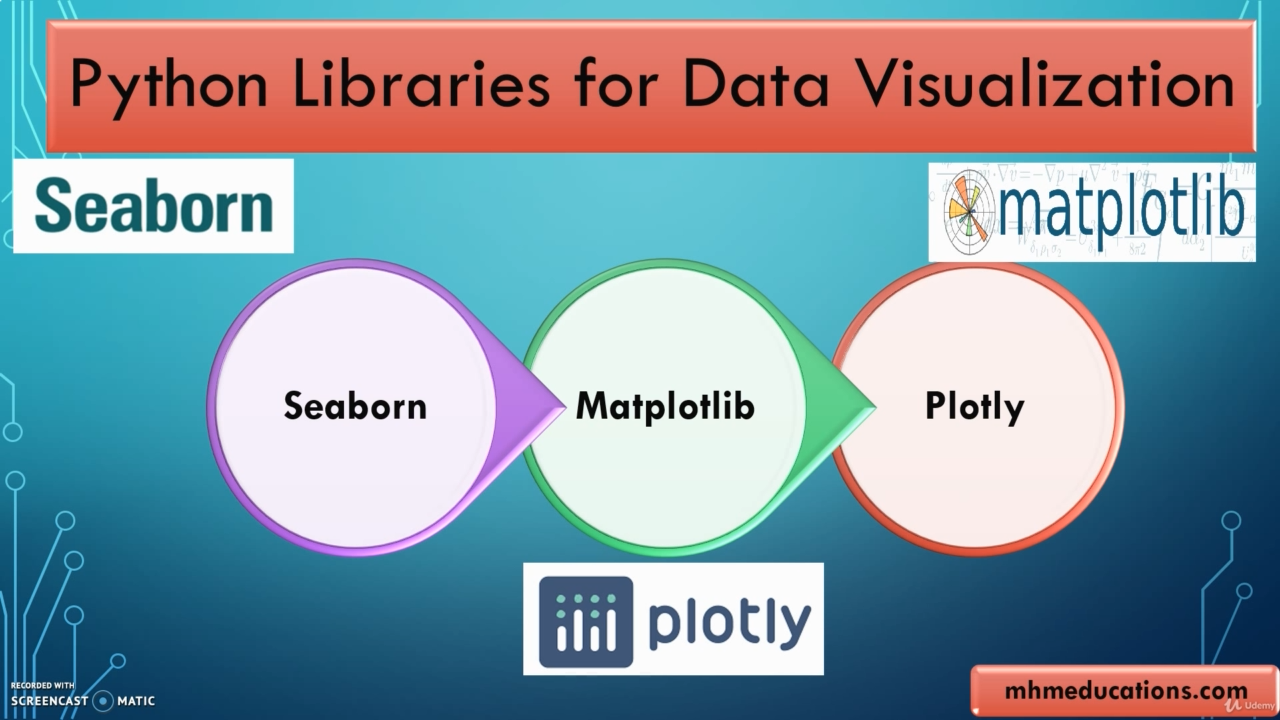 Python Libraries for Data Visualization
Seaborn
matplotlib
Seaborn
Matplotlib
Plotly
plotly
RECORDED WITH
SCREENCAST MATIC
mhmeducations.com
Udemy